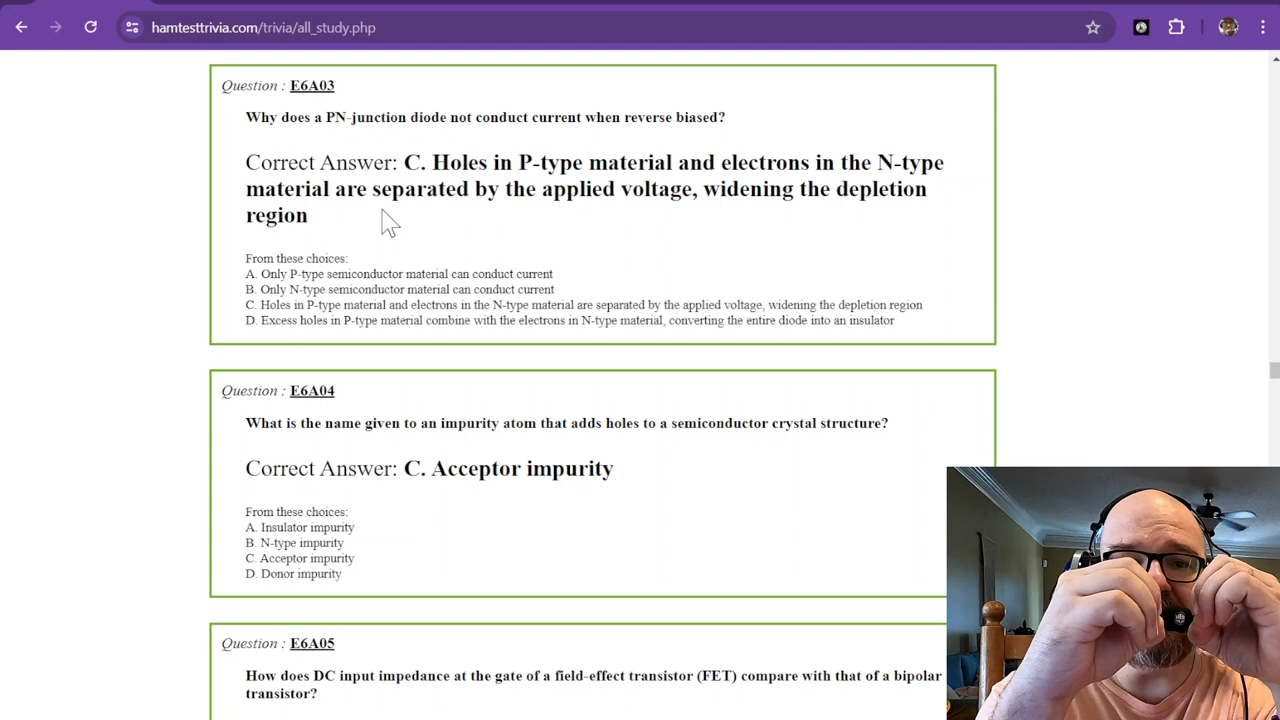 hamtesttrivia.com/trivia/all_study.php
Question : E6A03
Why does a PN-junction diode not conduct current when reverse biased?
Correct Answer: C. Holes in P-type material and electrons in the N-type
material are separated by the applied voltage, widening the depletion
region
From these choices:
A. Only P-type semiconductor material can conduct current
B. Only N-type semiconductor material can conduct current
C. Holes in P-type material and electrons in the N-type material are separated by the applied voltage, widening the depletion region
D. Excess holes in P-type material combine with the electrons in N-type material, converting the entire diode into an insulator
Question : E6A04
What is the name given to an impurity atom that adds holes to a semiconductor crystal structure?
Correct Answer: C. Acceptor impurity
From these choices:
A. Insulator impurity
B. N-type impurity
C. Acceptor impurity
D. Donor impurity
Question : E6A05
How does DC input impedance at the gate of a field-effect transistor (FET) compare with that of a bipolar
transistor?